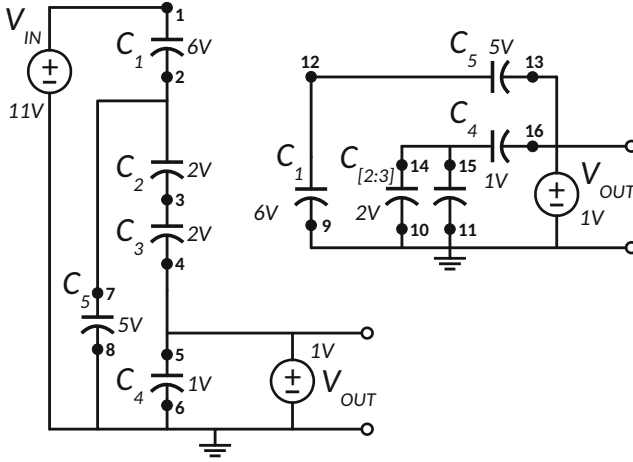 V_IN
11V
1
C_1 6V
2
C_2 2V
3
C_3 2V
4
C_5 7
5V
8
5
C_4 1V
6
1V
V_OUT
12
C_5 5V 13
C_4 16
1V
C_1
6V
9
C_[2:3] 14 15
2V
10 11
V_OUT
1V